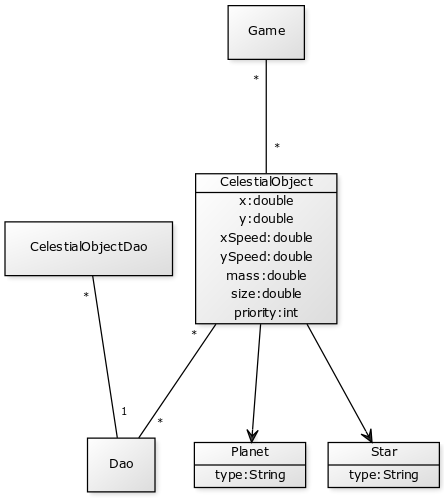 Game
*
*
CelestialObject
x:double
y:double
xSpeed:double
ySpeed:double
mass:double
size:double
priority:int
CelestialObjectDao
*
*
1
*
Dao
Planet
type:String
Star
type:String